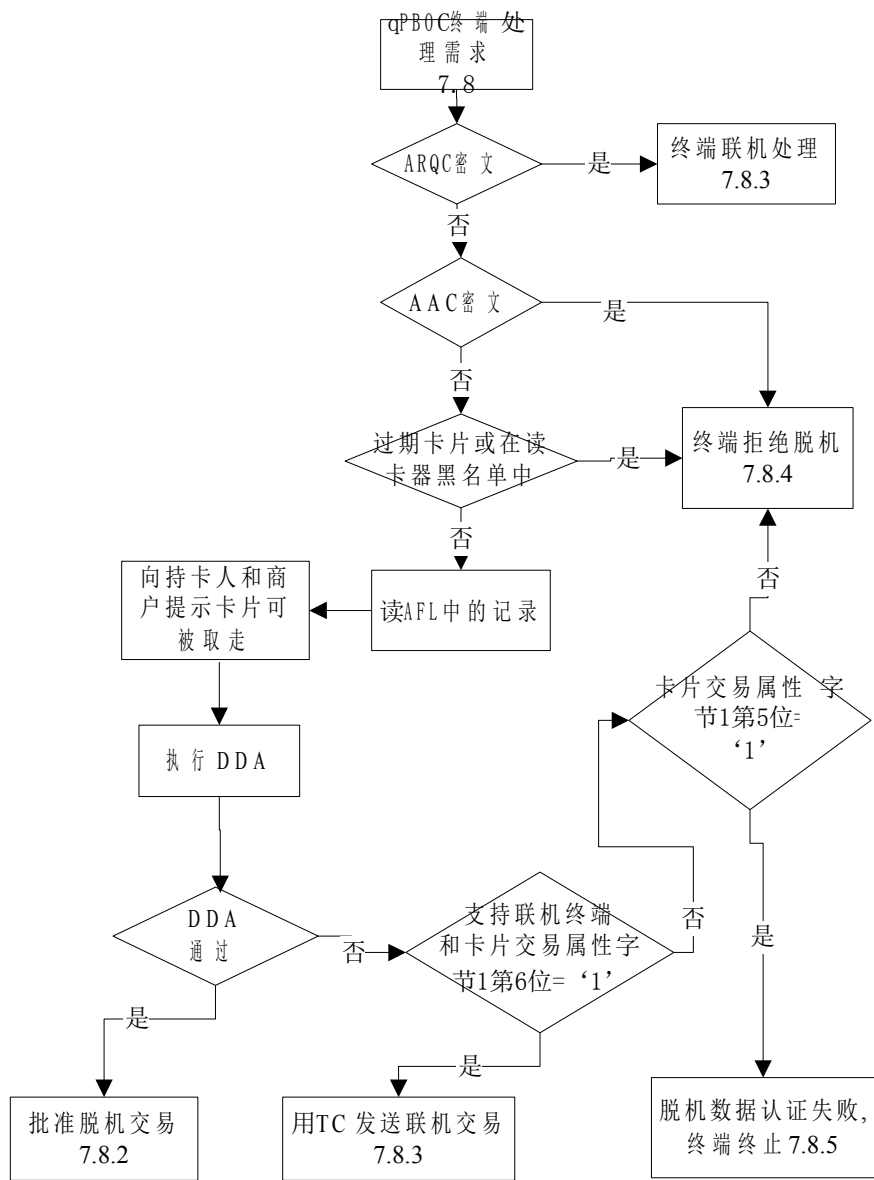 qPBOC终端处
理需求
7.8
ARQC密文
是
终端联机处理
7.8.3
否
AAC密文
是
否
过期卡片或在读
卡器黑名单中
是
终端拒绝脱机
7.8.4
否
否
向持卡人和商
户提示卡片可
被取走
读AFL中的记录
卡片交易属性 字
节1第5位=
‘1’
执行DDA
DDA
通过
否
支持联机终端
和卡片交易属性字
节1第6位=‘1’
否
是
是
是
批准脱机交易
7.8.2
用TC 发送联机交易
7.8.3
脱机数据认证失败,
终端终止 7.8.5